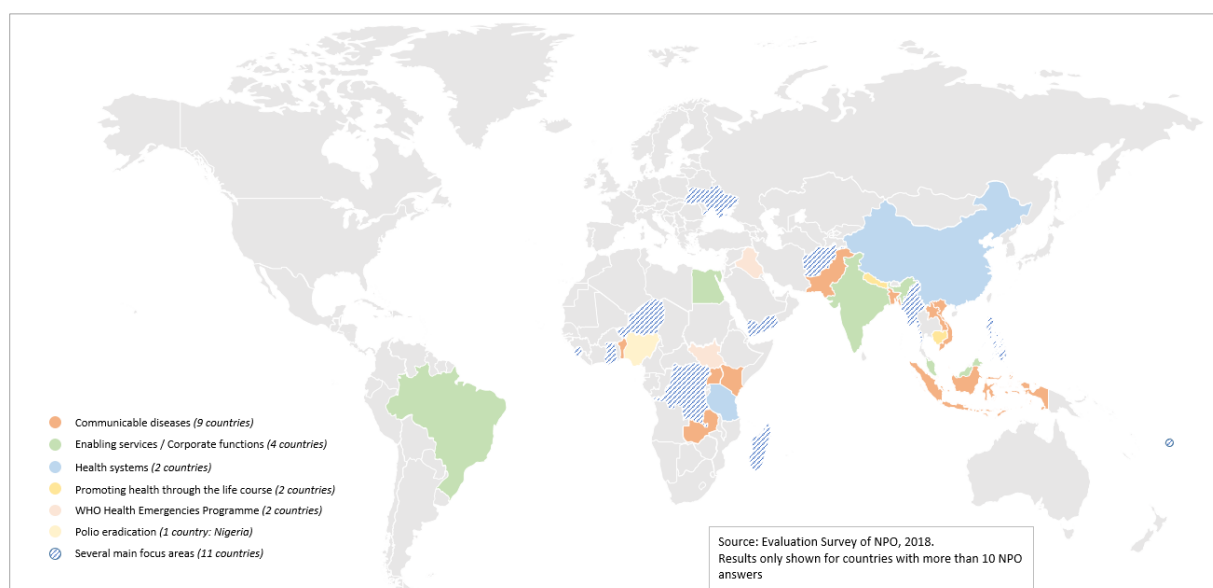 Communicable diseases (9 countries)
Enabling services / Corporate functions (4 countries)
Health systems (2 countries)
Promoting health through the life course (2 countries)
WHO Health Emergencies Programme (2 countries)
Polio eradication (1 country: Nigeria)
Several main focus areas (11 countries)
Source: Evaluation Survey of NPO, 2018.
Results only shown for countries with more than 10 NPO
answers